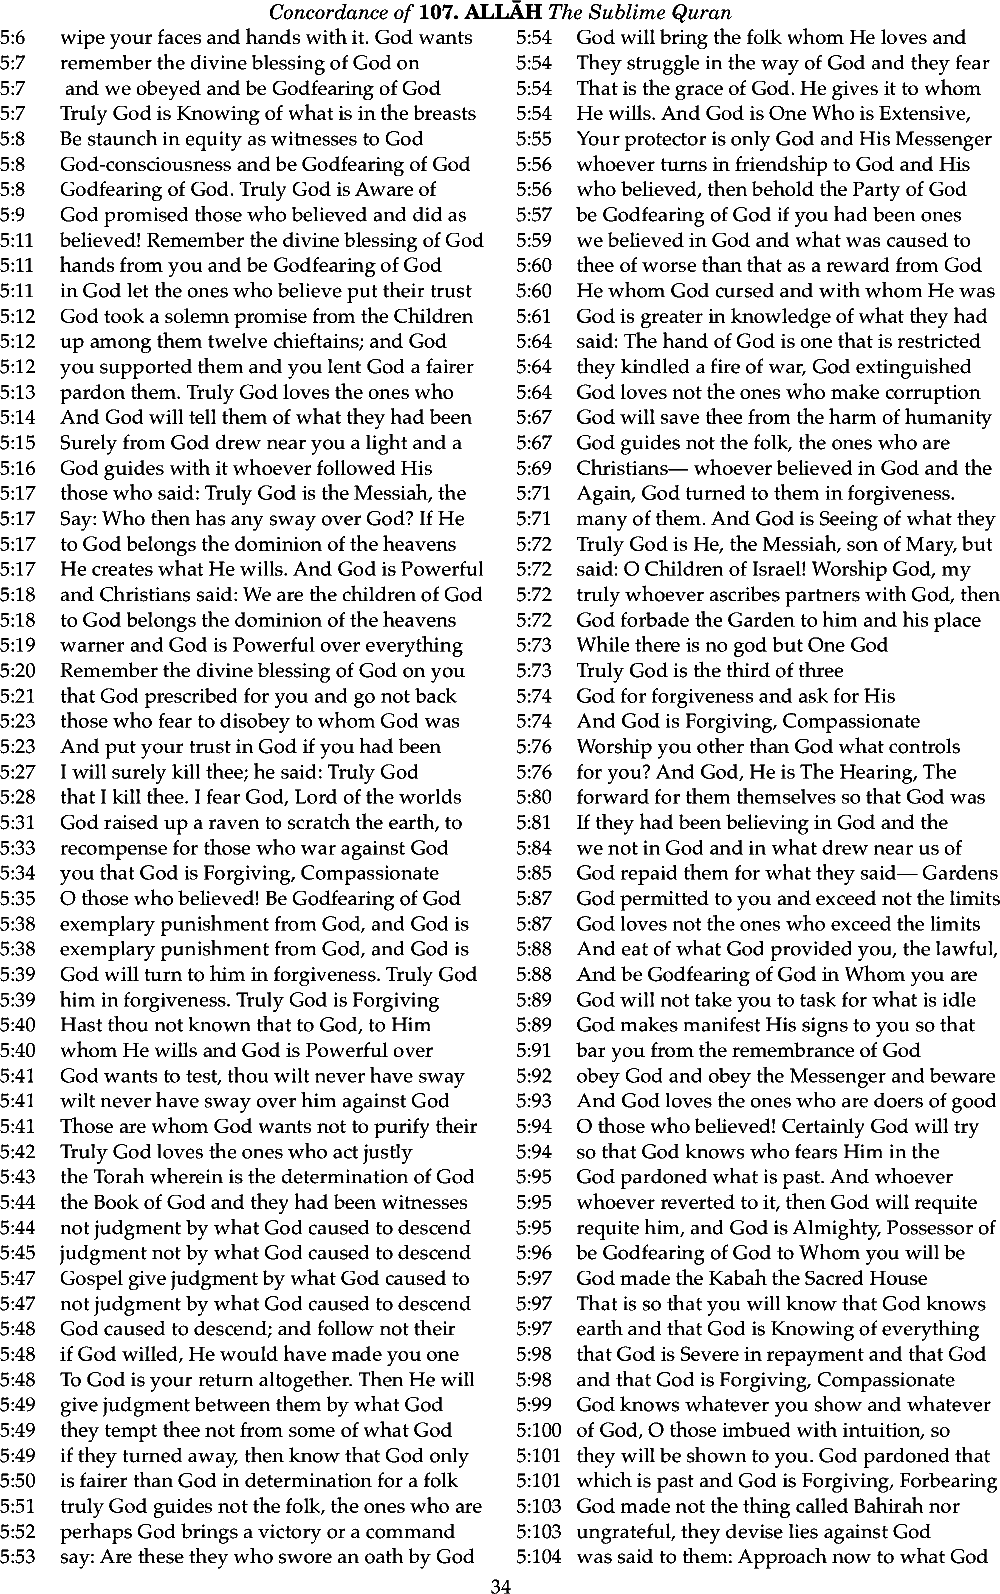 Concordance of 107. ALLĀH The Sublime Quran
5:6 wipe your faces and hands with it. God wants
5:7 remember the divine blessing of God on
5:7 and we obeyed and be Godfearing of God
5:7 Truly God is Knowing of what is in the breasts
5:8 Be staunch in equity as witnesses to God
5:8 God-consciousness and be Godfearing of God
5:8 Godfearing of God. Truly God is Aware of
5:9 God promised those who believed and did as
5:11 believed! Remember the divine blessing of God
5:11 hands from you and be Godfearing of God
5:11 in God let the ones who believe put their trust
5:12 God took a solemn promise from the Children
5:12 up among them twelve chieftains; and God
5:12 you supported them and you lent God a fairer
5:13 pardon them. Truly God loves the ones who
5:14 And God will tell them of what they had been
5:15 Surely from God drew near you a light and a
5:16 God guides with it whoever followed His
5:17 those who said: Truly God is the Messiah, the
5:17 Say: Who then has any sway over God? If He
5:17 to God belongs the dominion of the heavens
5:17 He creates what He wills. And God is Powerful
5:18 and Christians said: We are the children of God
5:18 to God belongs the dominion of the heavens
5:19 warner and God is Powerful over everything
5:20 Remember the divine blessing of God on you
5:21 that God prescribed for you and go not back
5:23 those who fear to disobey to whom God was
5:23 And put your trust in God if you had been
5:27 I will surely kill thee; he said: Truly God
5:28 that I kill thee. I fear God, Lord of the worlds
5:31 God raised up a raven to scratch the earth, to
5:33 recompense for those who war against God
5:34 you that God is Forgiving, Compassionate
5:35 O those who believed! Be Godfearing of God
5:38 exemplary punishment from God, and God is
5:38 exemplary punishment from God, and God is
5:39 God will turn to him in forgiveness. Truly God
5:39 him in forgiveness. Truly God is Forgiving
5:40 Hast thou not known that to God, to Him
5:40 whom He wills and God is Powerful over
5:41 God wants to test, thou wilt never have sway
5:41 wilt never have sway over him against God
5:41 Those are whom God wants not to purify their
5:42 Truly God loves the ones who act justly
5:43 the Torah wherein is the determination of God
5:44 the Book of God and they had been witnesses
5:44 not judgment by what God caused to descend
5:45 judgment not by what God caused to descend
5:47 Gospel give judgment by what God caused to
5:47 not judgment by what God caused to descend
5:48 God caused to descend; and follow not their
5:48 if God willed, He would have made you one
5:48 To God is your return altogether. Then He will
5:49 give judgment between them by what God
5:49 they tempt thee not from some of what God
5:49 if they turned away, then know that God only
5:50 is fairer than God in determination for a folk
5:51 truly God guides not the folk, the ones who are
5:52 perhaps God brings a victory or a command
5:53 say: Are these they who swore an oath by God
5:54 God will bring the folk whom He loves and
5:54 They struggle in the way of God and they fear
5:54 That is the grace of God. He gives it to whom
5:54 He wills. And God is One Who is Extensive,
5:55 Your protector is only God and His Messenger
5:56 whoever turns in friendship to God and His
5:56 who believed, then behold the Party of God
5:57 be Godfearing of God if you had been ones
5:59 we believed in God and what was caused to
5:60 thee of worse than that as a reward from God
5:60 He whom God cursed and with whom He was
5:61 God is greater in knowledge of what they had
5:64 said: The hand of God is one that is restricted
5:64 they kindled a fire of war, God extinguished
5:64 God loves not the ones who make corruption
5:67 God will save thee from the harm of humanity
5:67 God guides not the folk, the ones who are
5:69 Christians— whoever believed in God and the
5:71 Again, God turned to them in forgiveness.
5:71 many of them. And God is Seeing of what they
5:72 Truly God is He, the Messiah, son of Mary, but
5:72 said: O Children of Israel! Worship God, my
5:72 truly whoever ascribes partners with God, then
5:72 God forbade the Garden to him and his place
5:73 While there is no god but One God
5:73 Truly God is the third of three
5:74 God for forgiveness and ask for His
5:74 And God is Forgiving, Compassionate
5:76 Worship you other than God what controls
5:76 for you? And God, He is The Hearing, The
5:80 forward for them themselves so that God was
5:81 If they had been believing in God and the
5:84 we not in God and in what drew near us of
5:85 God repaid them for what they said— Gardens
5:87 God permitted to you and exceed not the limits
5:87 God loves not the ones who exceed the limits
5:88 And eat of what God provided you, the lawful,
5:88 And be Godfearing of God in Whom you are
5:89 God will not take you to task for what is idle
5:89 God makes manifest His signs to you so that
5:91 bar you from the remembrance of God
5:92 obey God and obey the Messenger and beware
5:93 And God loves the ones who are doers of good
5:94 O those who believed! Certainly God will try
5:94 so that God knows who fears Him in the
5:95 God pardoned what is past. And whoever
5:95 whoever reverted to it, then God will requite
5:95 requite him, and God is Almighty, Possessor of
5:96 be Godfearing of God to Whom you will be
5:97 God made the Kabah the Sacred House
5:97 That is so that you will know that God knows
5:97 earth and that God is Knowing of everything
5:98 that God is Severe in repayment and that God
5:98 and that God is Forgiving, Compassionate
5:99 God knows whatever you show and whatever
5:100 of God, O those imbued with intuition, so
5:101 they will be shown to you. God pardoned that
5:101 which is past and God is Forgiving, Forbearing
5:103 God made not the thing called Bahirah nor
5:103 ungrateful, they devise lies against God
5:104 was said to them: Approach now to what God
34